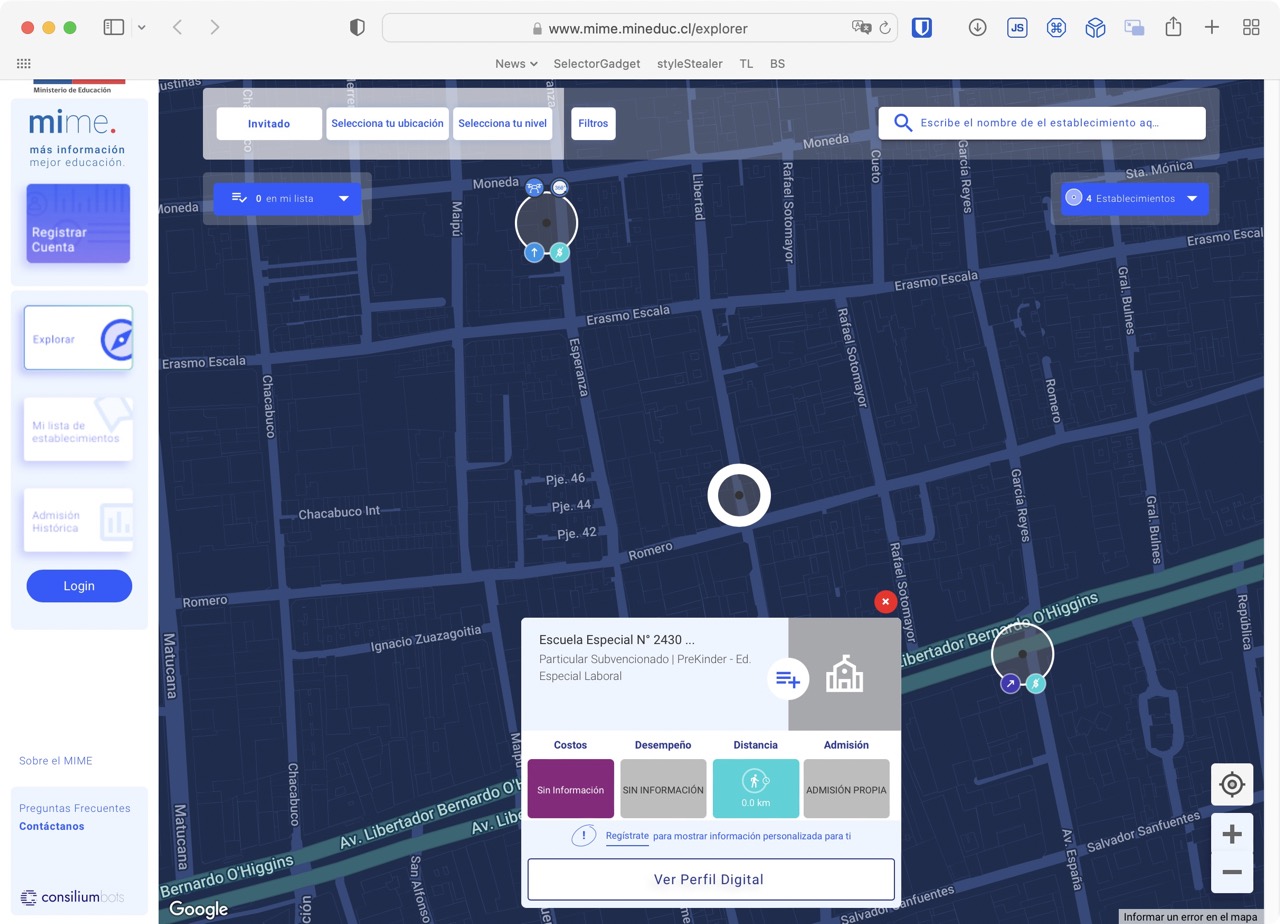 www.mime.mineduc.cl/explorer
JS
News
SelectorGadget
styleStealer
TL
BS
Ministerio de Educación
mime.
más información
mejor educación.
Registrar
Cuenta
Explorar
Mi lista de
establecimientos
Admisión
Histórica
Login
Sobre el MIME
Preguntas Frecuentes
Contáctanos
consiliumbots
Invitado
Selecciona tu ubicación
Selecciona tu nivel
Filtros
Escribe el nombre de el establecimiento aq...
0 en mi lista
4 Establecimientos
Moneda
Moneda
Moneda
Maipú
Libertad
Rafael Sotomayor
Cueto
García Reyes
Sta. Mónica
Erasmo Escal
Erasmo Escala
Erasmo Escala
Erasmo Escala
Gral. Bulnes
Esperanza
Rafael Sotomayor
Chacabuco
Romero
Pje. 46
Pje. 44
Pje. 42
Chacabuco Int
García Reyes
Gral. Bulnes
Romero
Romero
Rafael Sotomayor
Ignacio Zuazagoitia
Matucana
República
Libertador Bernardo O'Higgins
Escuela Especial N° 2430 ...
Particular Subvencionado | PreKinder - Ed.
Especial Laboral
Costos
Desempeño
Distancia
Admisión
Sin Información
SIN INFORMACIÓN
0.0 km
ADMISIÓN PROPIA
Regístrate para mostrar información personalizada para ti
Ver Perfil Digital
Chacabuco
Matucana
Av. Libertador Bernardo O'H
Av. Lib
Bernardo O'Higgins
San Alfonso
Av. España
Salvador Sanfuentes
Salvador Sanfuentes
Google
Informar un error en el mapa